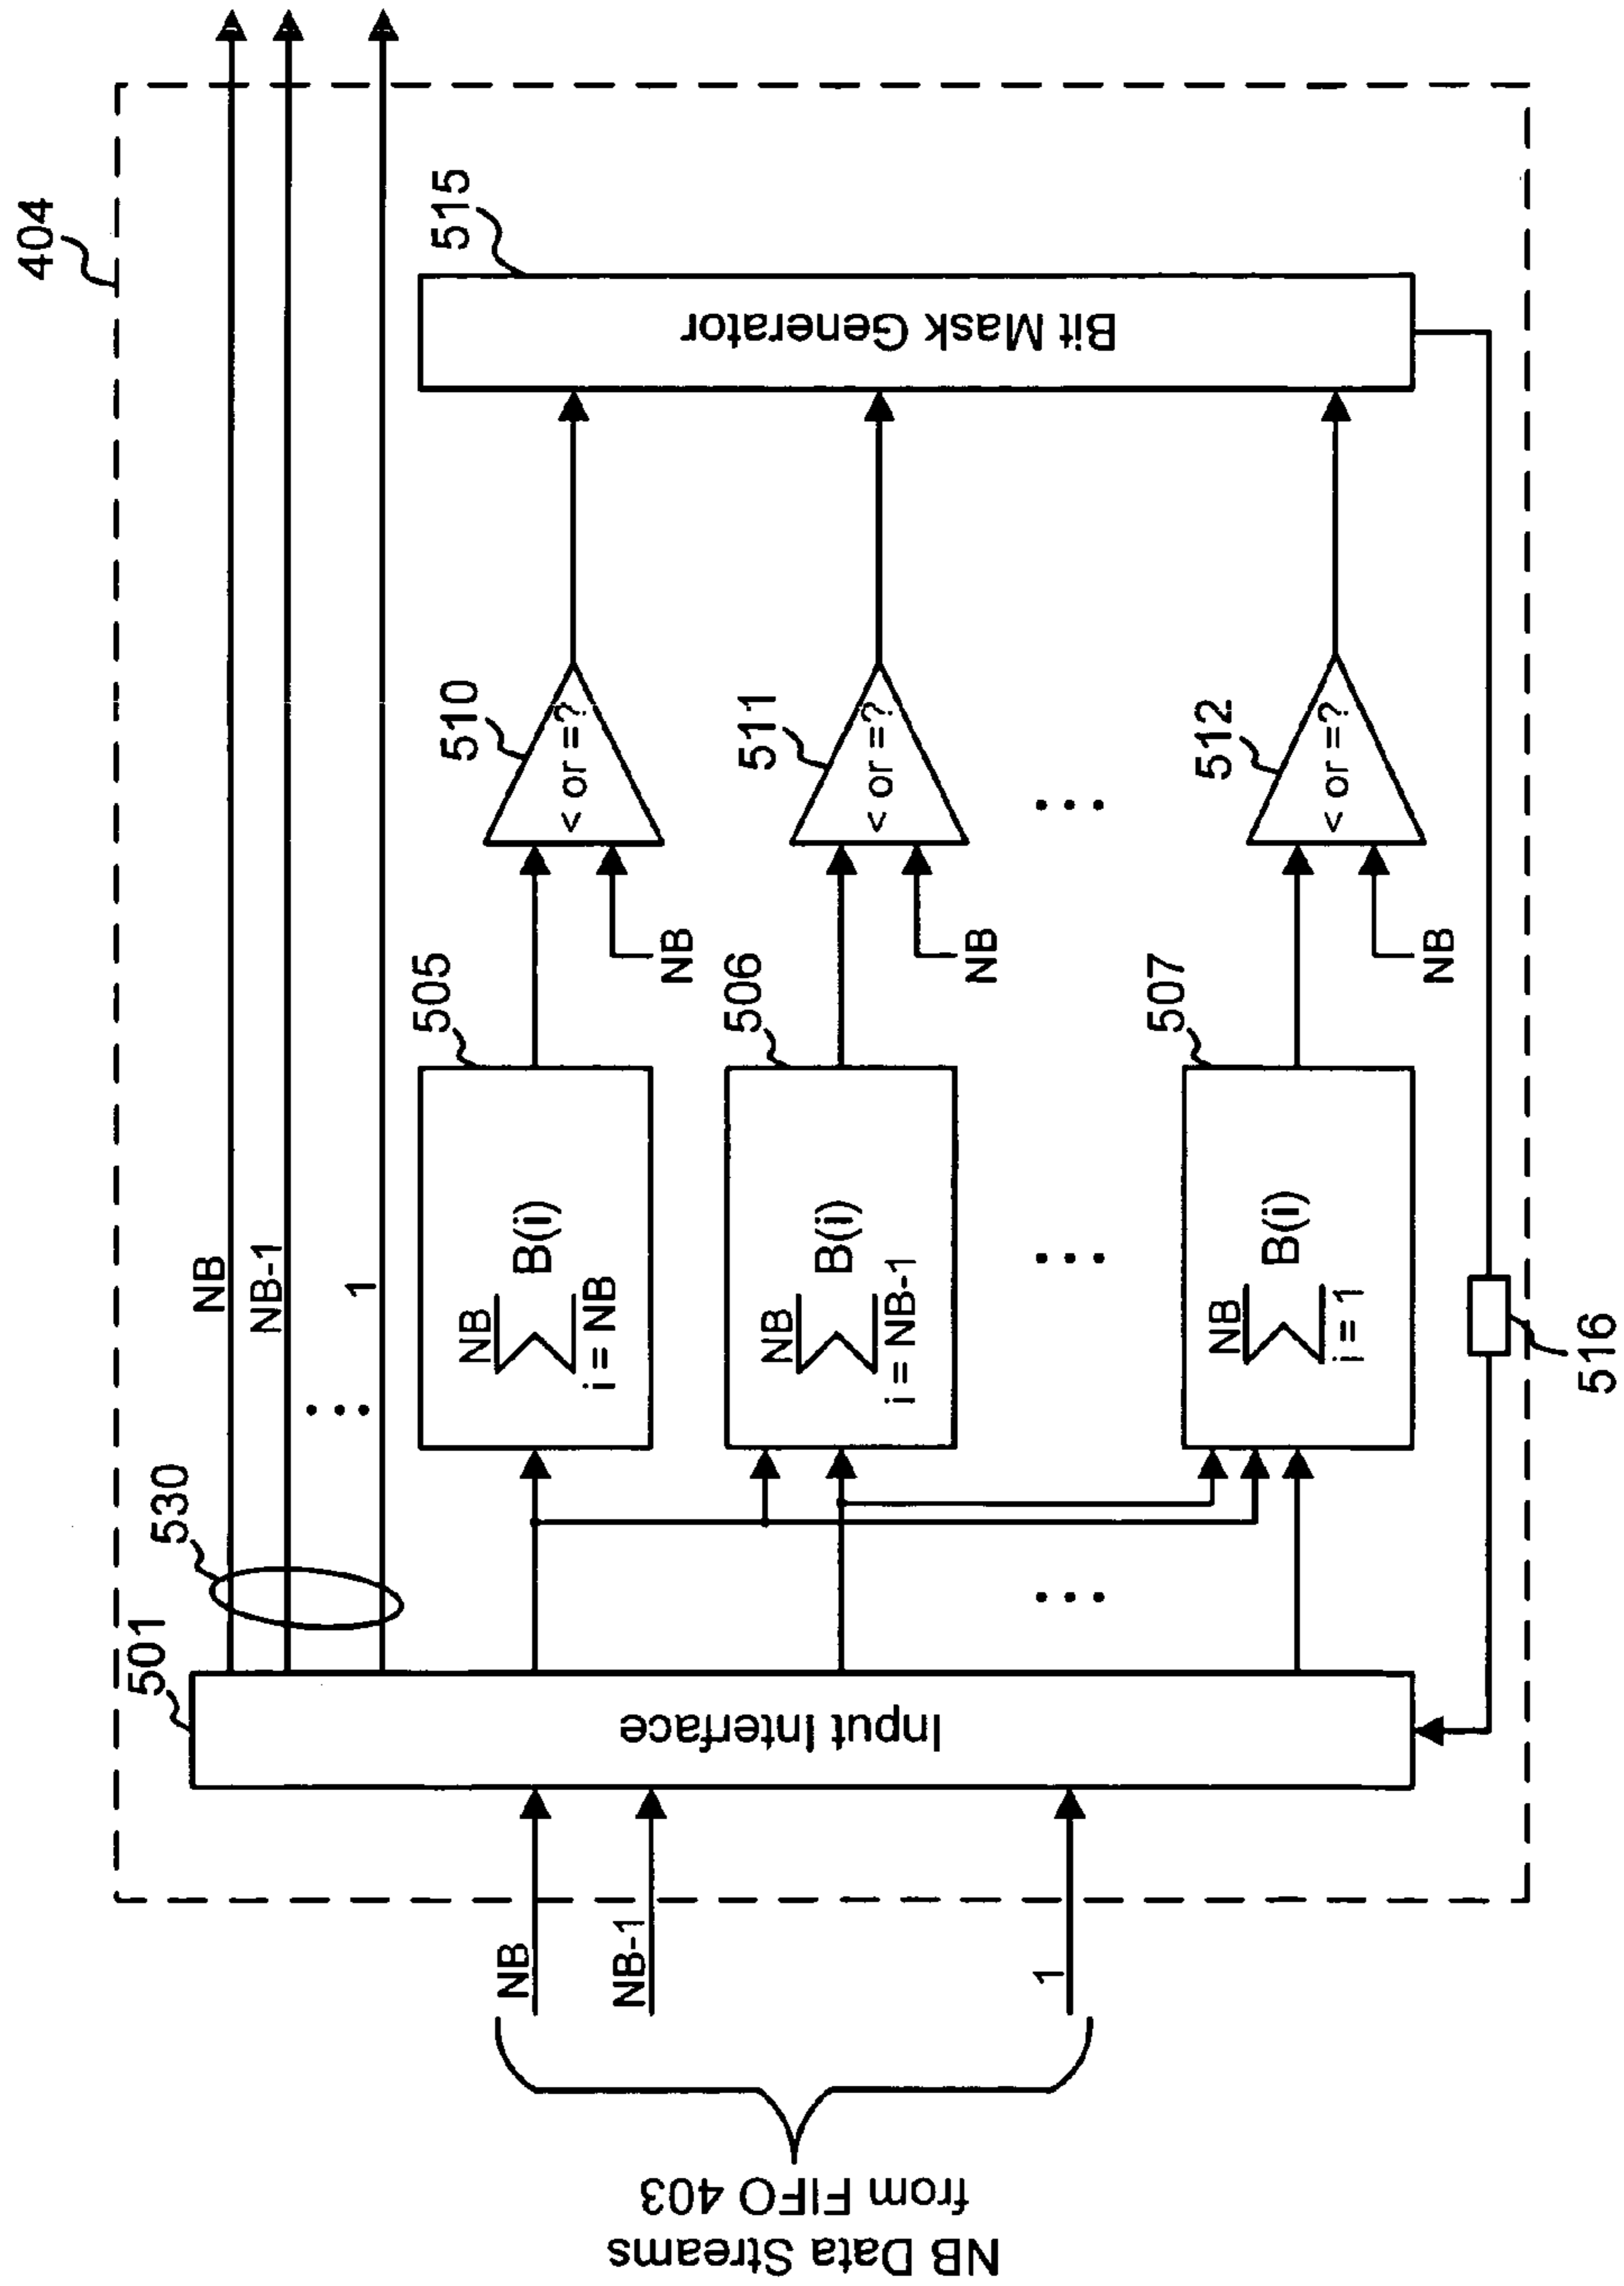 404
NB
NB-1
...
1
530
501
Input Interface
NB Data Streams
from FIFO 403
NB
NB-1
1
505
NB
∑ B(i)
i = NB
510
< or =?
NB
515
Bit Mask Generator
506
NB
∑ B(i)
i = NB-1
511
< or =?
NB
...
...
...
507
NB
∑ B(i)
i = 1
512
< or =?
NB
516